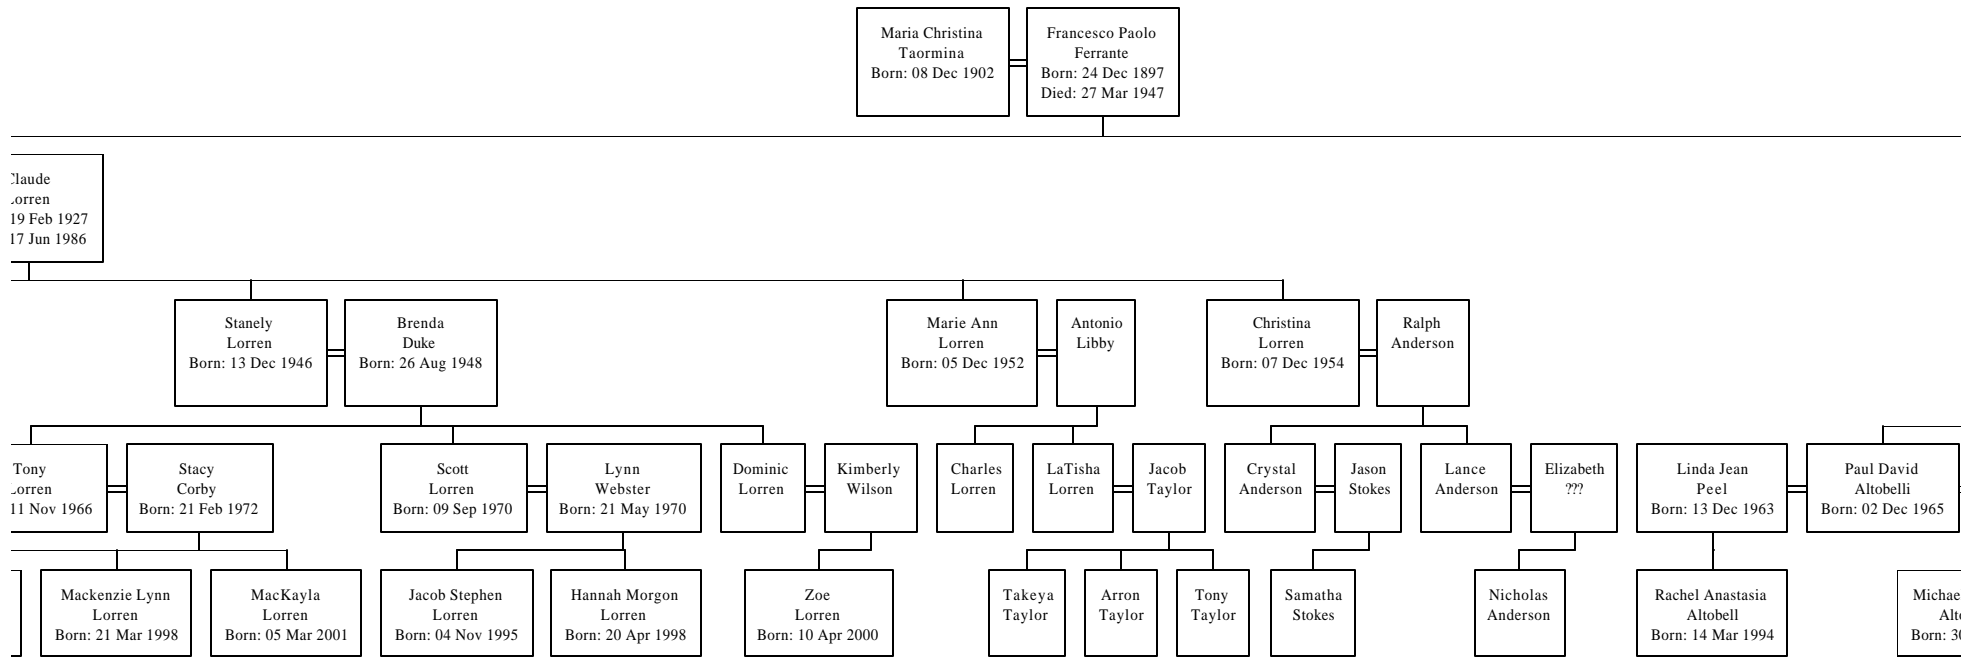 Maria Christina
Taormina
Born: 08 Dec 1902
Francesco Paolo
Ferrante
Born: 24 Dec 1897
Died: 27 Mar 1947
Claude
Lorren
19 Feb 1927
17 Jun 1986
Stanely
Lorren
Born: 13 Dec 1946
Brenda
Duke
Born: 26 Aug 1948
Marie Ann
Lorren
Born: 05 Dec 1952
Antonio
Libby
Christina
Lorren
Born: 07 Dec 1954
Ralph
Anderson
Tony
Lorren
11 Nov 1966
Stacy
Corby
Born: 21 Feb 1972
Scott
Lorren
Born: 09 Sep 1970
Lynn
Webster
Born: 21 May 1970
Dominic
Lorren
Kimberly
Wilson
Charles
Lorren
LaTisha
Lorren
Jacob
Taylor
Crystal
Anderson
Jason
Stokes
Lance
Anderson
Elizabeth
???
Linda Jean
Peel
Born: 13 Dec 1963
Paul David
Altobelli
Born: 02 Dec 1965
Mackenzie Lynn
Lorren
Born: 21 Mar 1998
MacKayla
Lorren
Born: 05 Mar 2001
Jacob Stephen
Lorren
Born: 04 Nov 1995
Hannah Morgon
Lorren
Born: 20 Apr 1998
Zoe
Lorren
Born: 10 Apr 2000
Takeya
Taylor
Arron
Taylor
Tony
Taylor
Samatha
Stokes
Nicholas
Anderson
Rachel Anastasia
Altobell
Born: 14 Mar 1994
Michae
Alt
Born: 30